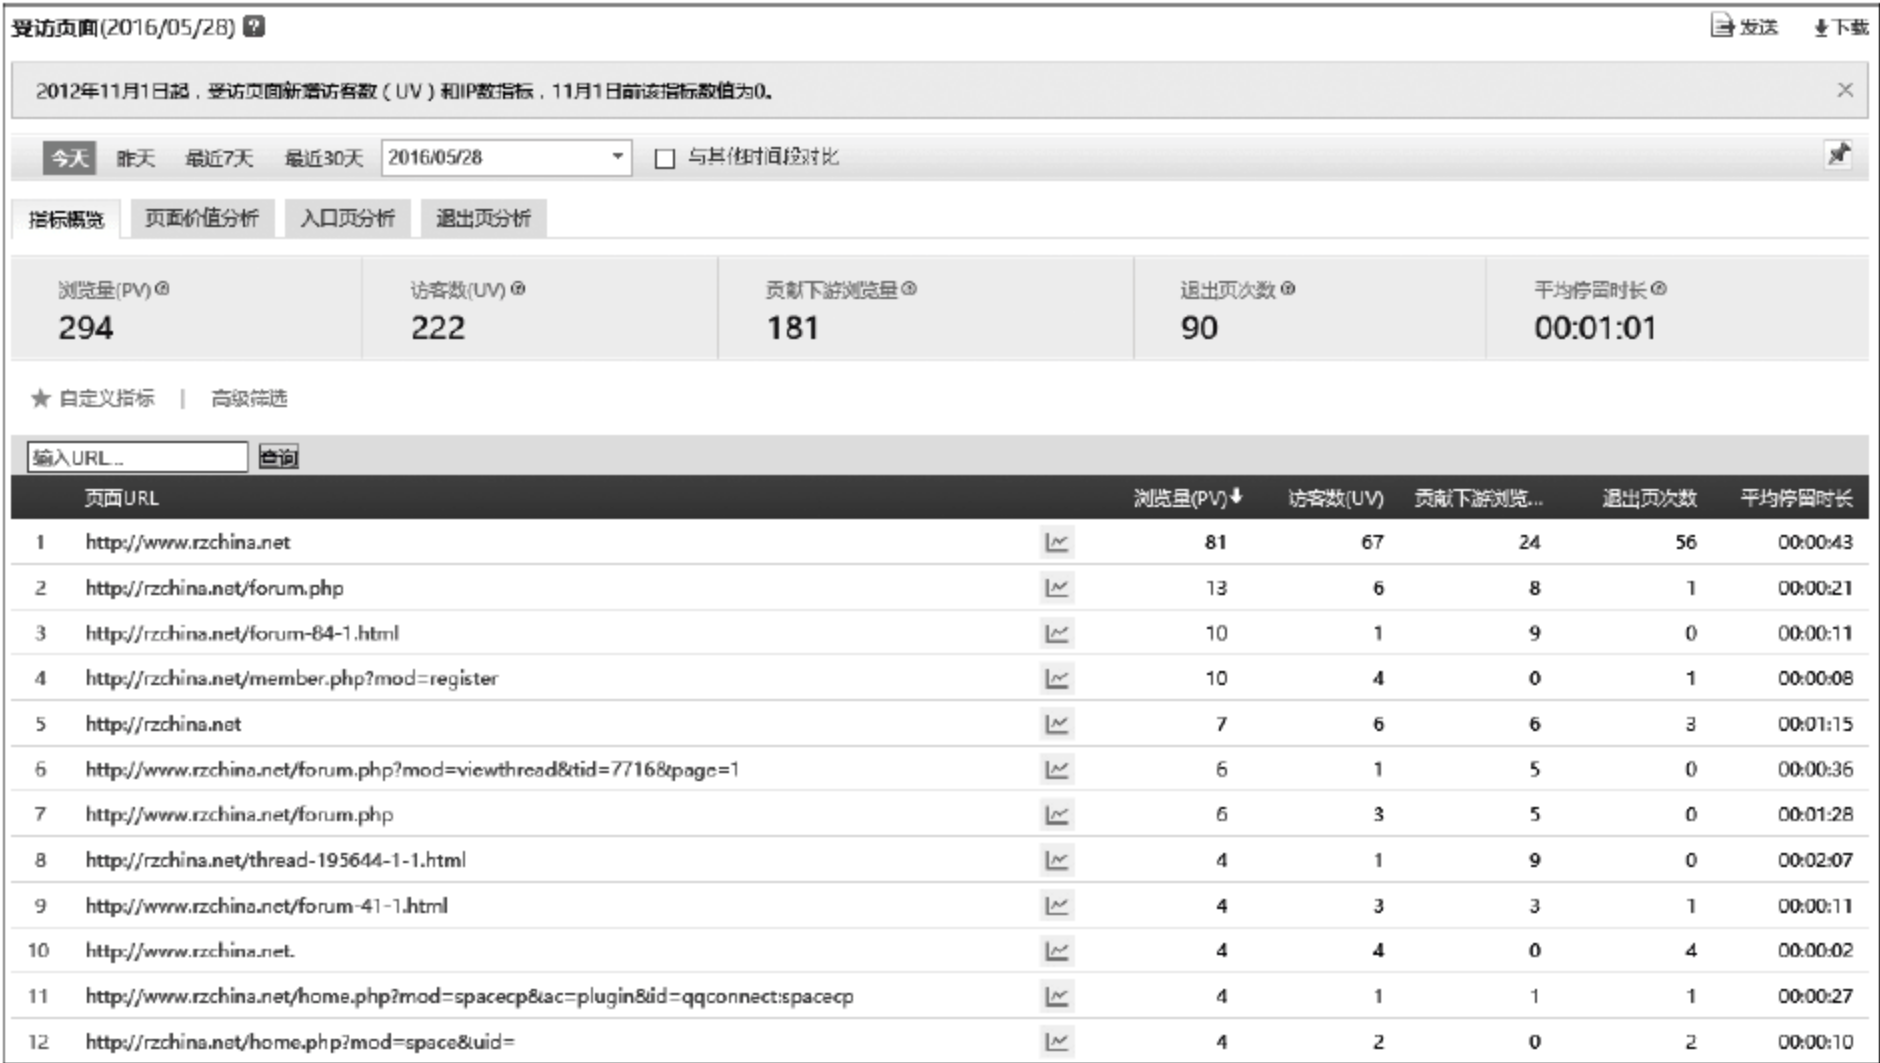 受访页面(2016/05/28) ? 发送 下载
2012年11月1日起，受访页面新增访客数（UV）和IP数指标，11月1日前该指标数值为0。 ×
今天 昨天 最近7天 最近30天 2016/05/28 与其他时间段对比
指标概览 页面价值分析 入口页分析 退出页分析
浏览量(PV) 访客数(UV) 贡献下游浏览量 退出页次数 平均停留时长
294 222 181 90 00:01:01
自定义指标 | 高级筛选
输入URL... 查询
页面URL 浏览量(PV) 访客数(UV) 贡献下游浏览... 退出页次数 平均停留时长
1 http://www.rzchina.net 81 67 24 56 00:00:43
2 http://rzchina.net/forum.php 13 6 8 1 00:00:21
3 http://rzchina.net/forum-84-1.html 10 1 9 0 00:00:11
4 http://rzchina.net/member.php?mod=register 10 4 0 1 00:00:08
5 http://rzchina.net 7 6 6 3 00:01:15
6 http://www.rzchina.net/forum.php?mod=viewthread&tid=7716&page=1 6 1 5 0 00:00:36
7 http://www.rzchina.net/forum.php 6 3 5 0 00:01:28
8 http://rzchina.net/thread-195644-1-1.html 4 1 9 0 00:02:07
9 http://www.rzchina.net/forum-41-1.html 4 3 3 1 00:00:11
10 http://www.rzchina.net. 4 4 0 4 00:00:02
11 http://www.rzchina.net/home.php?mod=spacecp&ac=plugin&id=qqconnect:spacecp 4 1 1 1 00:00:27
12 http://rzchina.net/home.php?mod=space&uid= 4 2 0 2 00:00:10